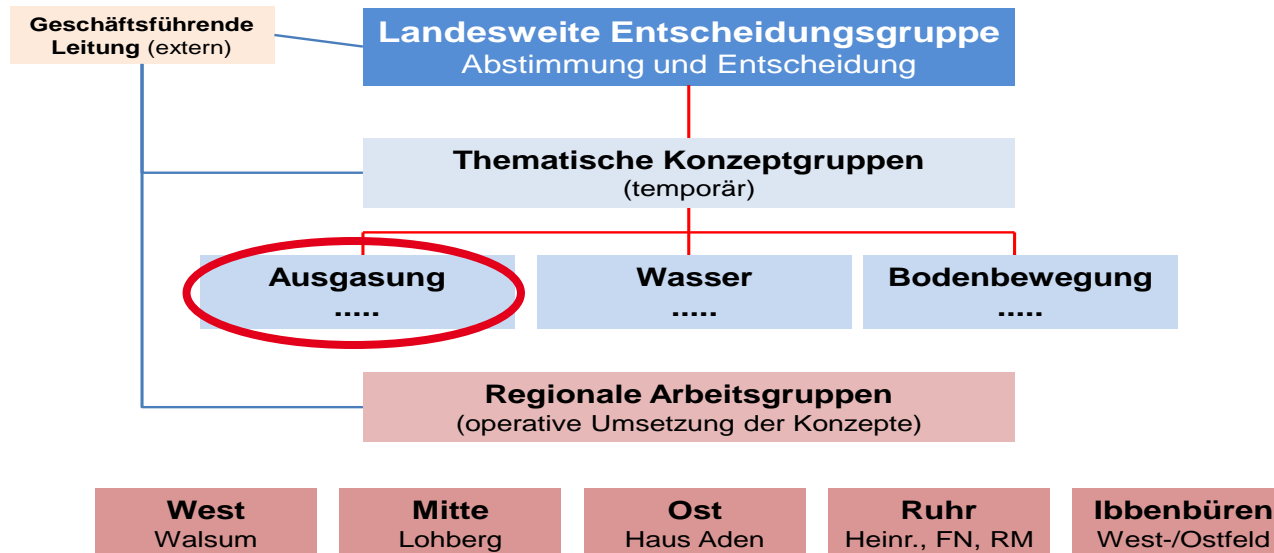 Geschäftsführende
Leitung (extern)
Landesweite Entscheidungsgruppe
Abstimmung und Entscheidung
Thematische Konzeptgruppen
(temporär)
Ausgasung
.....
Wasser
.....
Bodenbewegung
.....
Regionale Arbeitsgruppen
(operative Umsetzung der Konzepte)
West
Walsum
Mitte
Lohberg
Ost
Haus Aden
Ruhr
Heinr., FN, RM
Ibbenbüren
West-/Ostfeld